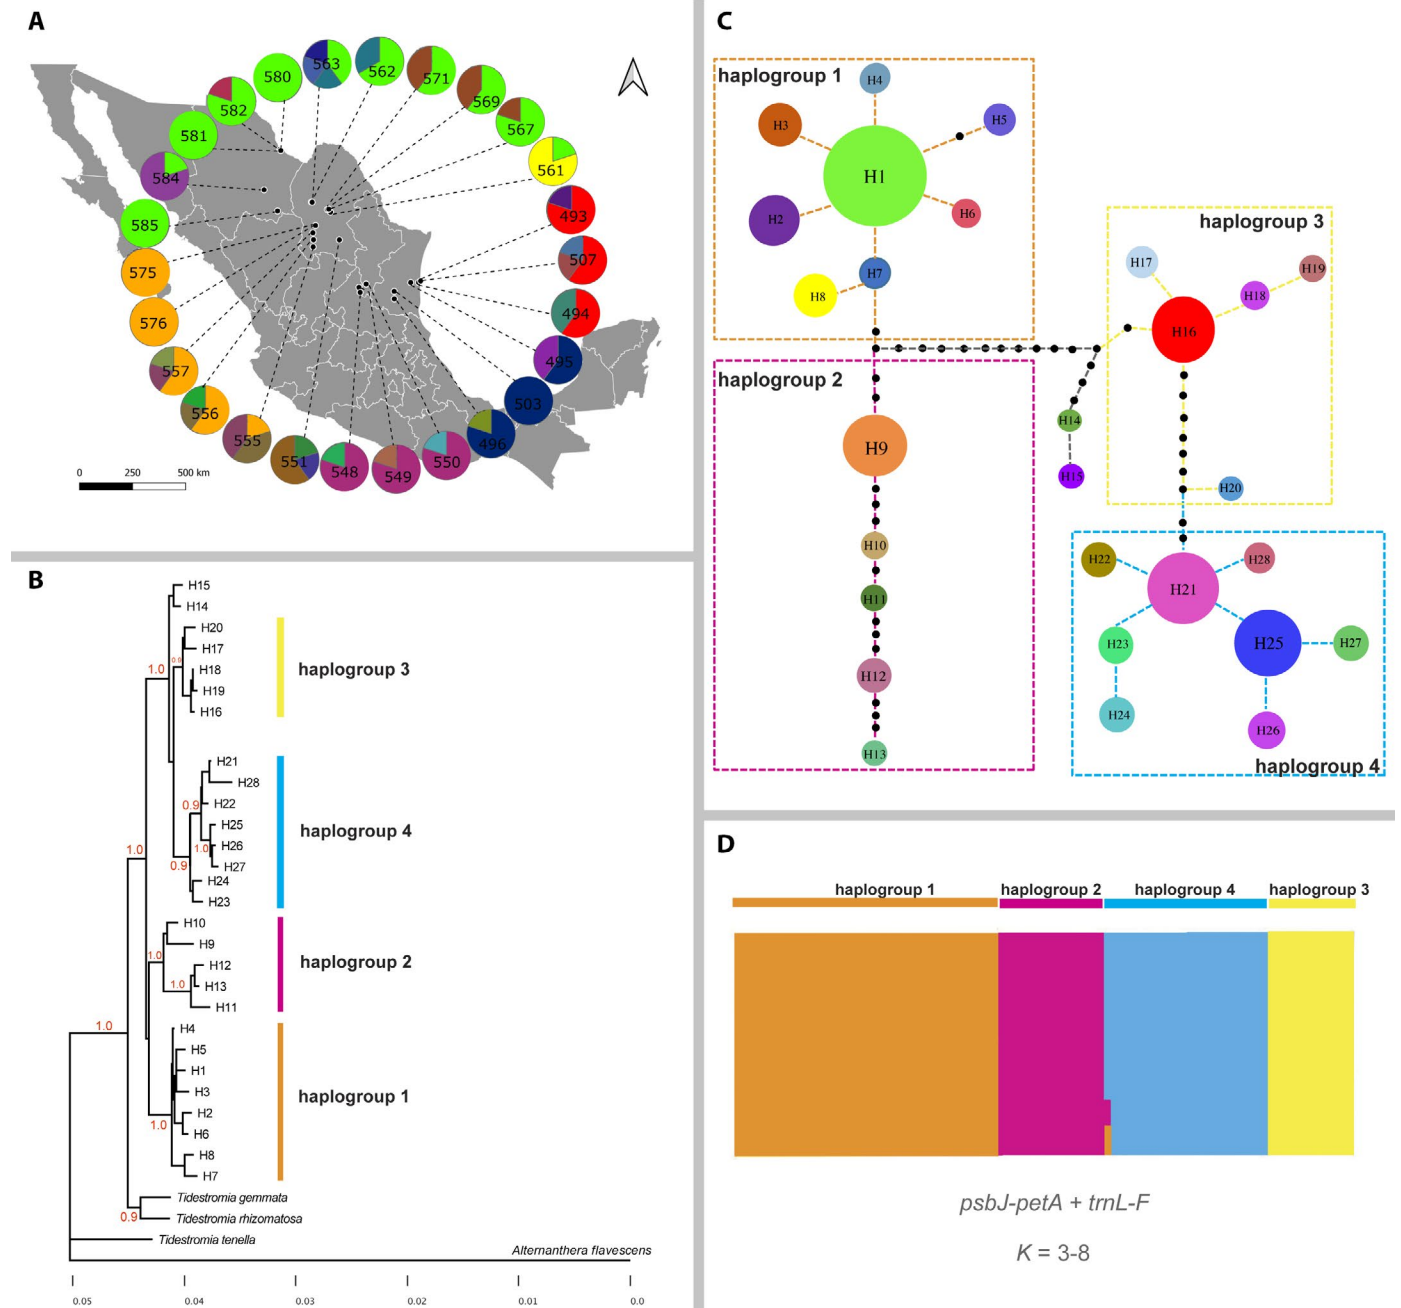 A
580
563
562
571
569
567
561
582
581
584
585
575
576
557
556
555
551
548
549
550
496
503
495
494
507
493
0 250 500 km
B
H15
H14
H20
H17
H18
H19
H16
H21
H28
H22
H25
H26
H27
H24
H23
H10
H9
H12
H13
H11
H4
H5
H1
H3
H2
H6
H8
H7
Tidestromia gemmata
Tidestromia rhizomatosa
Tidestromia tenella
Alternanthera flavescens
haplogroup 3
haplogroup 4
haplogroup 2
haplogroup 1
1.0
0.9
0.9
1.0
0.9
1.0
1.0
1.0
1.0
1.0
0.9
0.05 0.04 0.03 0.02 0.01 0.0
C
haplogroup 1
H4
H3
H5
H1
H2
H6
H7
H8
haplogroup 2
H9
H10
H11
H12
H13
H14
H15
haplogroup 3
H17
H19
H18
H16
H20
H22
H28
H21
H23
H25
H27
H24
H26
haplogroup 4
D
haplogroup 1 haplogroup 2 haplogroup 4 haplogroup 3
psbJ-petA + trnL-F
K = 3-8